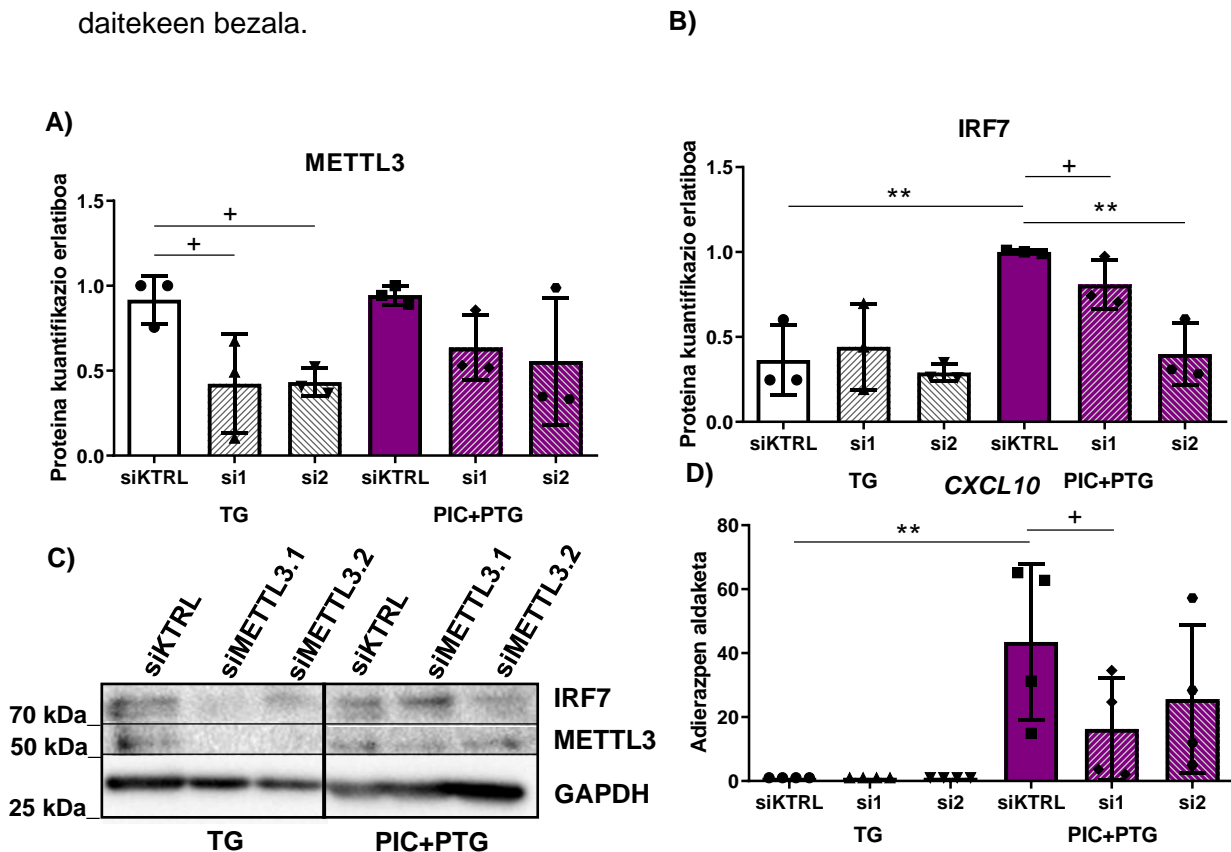 daitekeen bezala.
A)
METTL3
Proteina kuantifikazio erlatiboa
1.5
1.0
0.5
0.0
+
+
siKTRL si1 si2 siKTRL si1 si2
TG PIC+PTG
B)
IRF7
Proteina kuantifikazio erlatiboa
1.5
1.0
0.5
0.0
**
+
**
siKTRL si1 si2 siKTRL si1 si2
TG PIC+PTG
C)
siKTRL siMETTL3.1 siMETTL3.2 siKTRL siMETTL3.1 siMETTL3.2
IRF7
70 kDa_
METTL3
50 kDa_
GAPDH
25 kDa_
TG PIC+PTG
D)
CXCL10
Adierazpen aldaketa
80
60
40
20
0
**
+
siKTRL si1 si2 siKTRL si1 si2
TG PIC+PTG